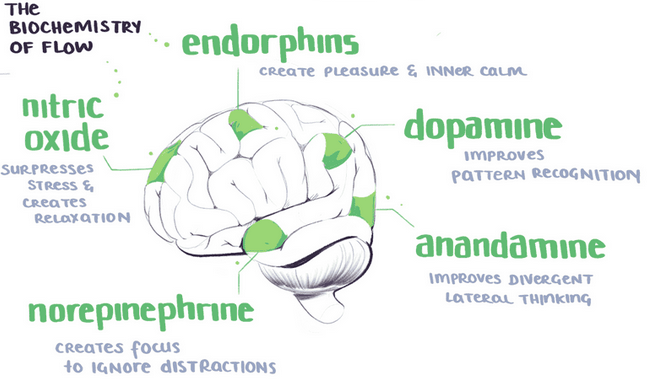 THE
BIOCHEMISTRY
OF FLOW
endorphins
CREATE PLEASURE & INNER CALM
nitric
oxide
SURPRESSES
STRESS &
CREATES
RELAXATION
dopamine
IMPROVES
PATTERN RECOGNITION
anandamine
IMPROVES DIVERGENT
LATERAL THINKING
norepinephrine
CREATES FOCUS
to IGNORE DISTRACTIONS